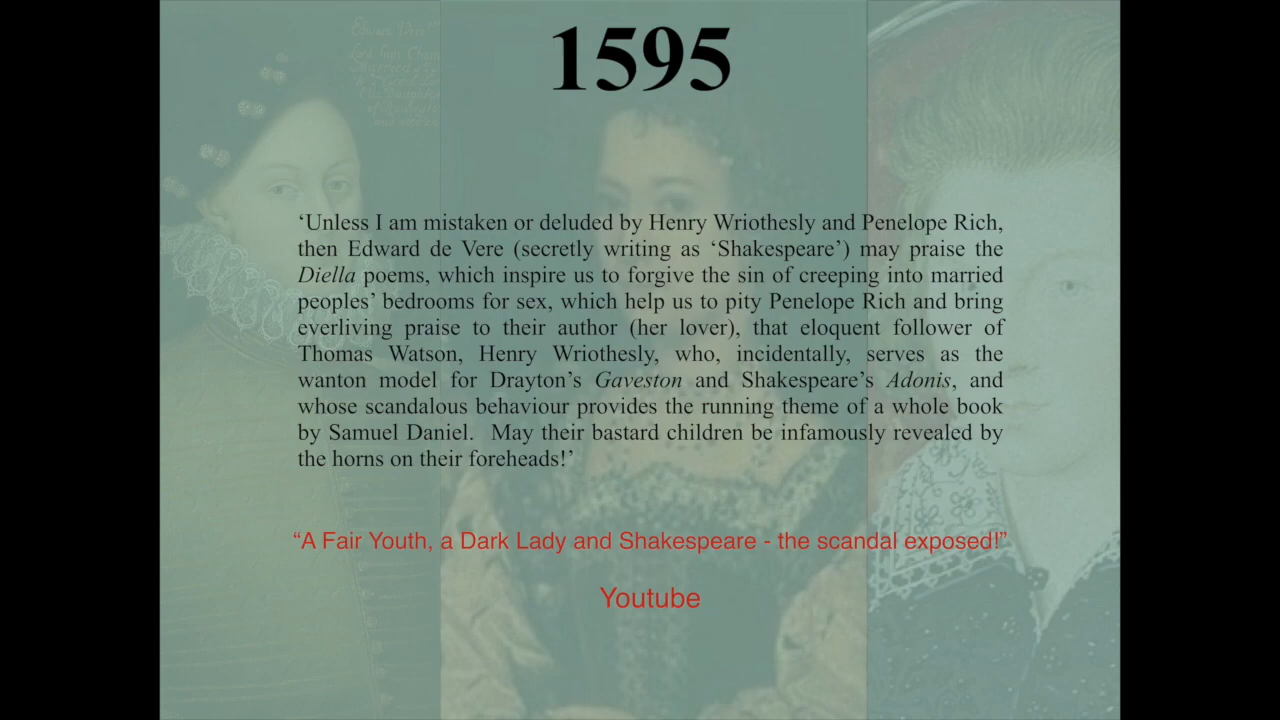 1595
‘Unless I am mistaken or deluded by Henry Wriothesly and Penelope Rich,
then Edward de Vere (secretly writing as ‘Shakespeare’) may praise the
Diella poems, which inspire us to forgive the sin of creeping into married
peoples’ bedrooms for sex, which help us to pity Penelope Rich and bring
everliving praise to their author (her lover), that eloquent follower of
Thomas Watson, Henry Wriothesly, who, incidentally, serves as the
wanton model for Drayton’s Gaveston and Shakespeare’s Adonis, and
whose scandalous behaviour provides the running theme of a whole book
by Samuel Daniel.  May their bastard children be infamously revealed by
the horns on their foreheads!’
“A Fair Youth, a Dark Lady and Shakespeare - the scandal exposed!”
Youtube